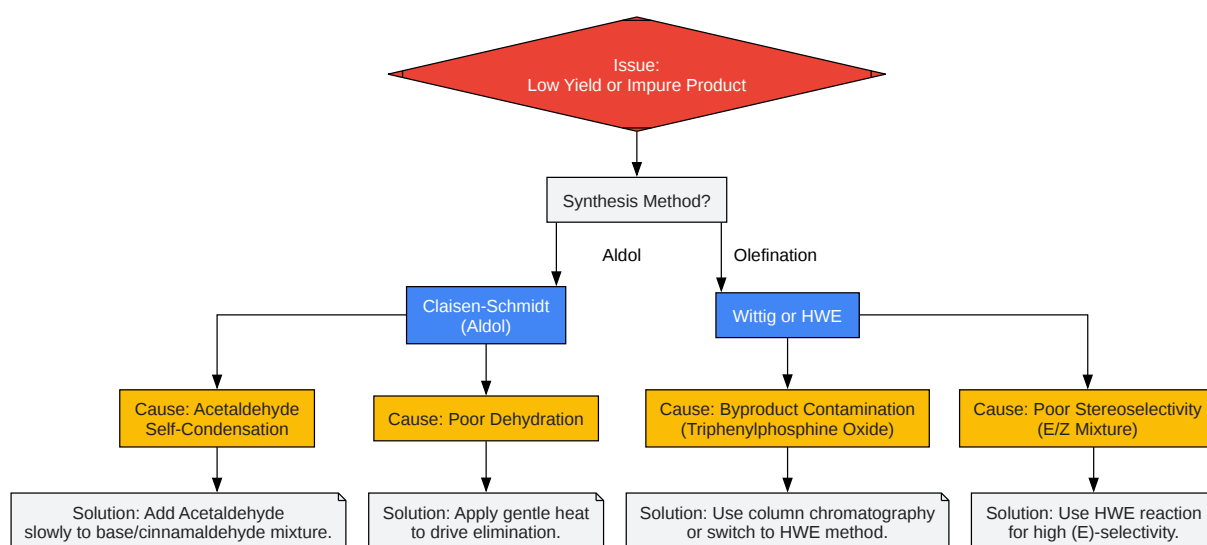 Issue:
Low Yield or Impure Product
Synthesis Method?
Aldol
Olefination
Claisen-Schmidt
(Aldol)
Wittig or HWE
Cause: Acetaldehyde
Self-Condensation
Cause: Poor Dehydration
Cause: Byproduct Contamination
(Triphenylphosphine Oxide)
Cause: Poor Stereoselectivity
(E/Z Mixture)
Solution: Add Acetaldehyde
slowly to base/cinnamaldehyde mixture.
Solution: Apply gentle heat
to drive elimination.
Solution: Use column chromatography
or switch to HWE method.
Solution: Use HWE reaction
for high (E)-selectivity.